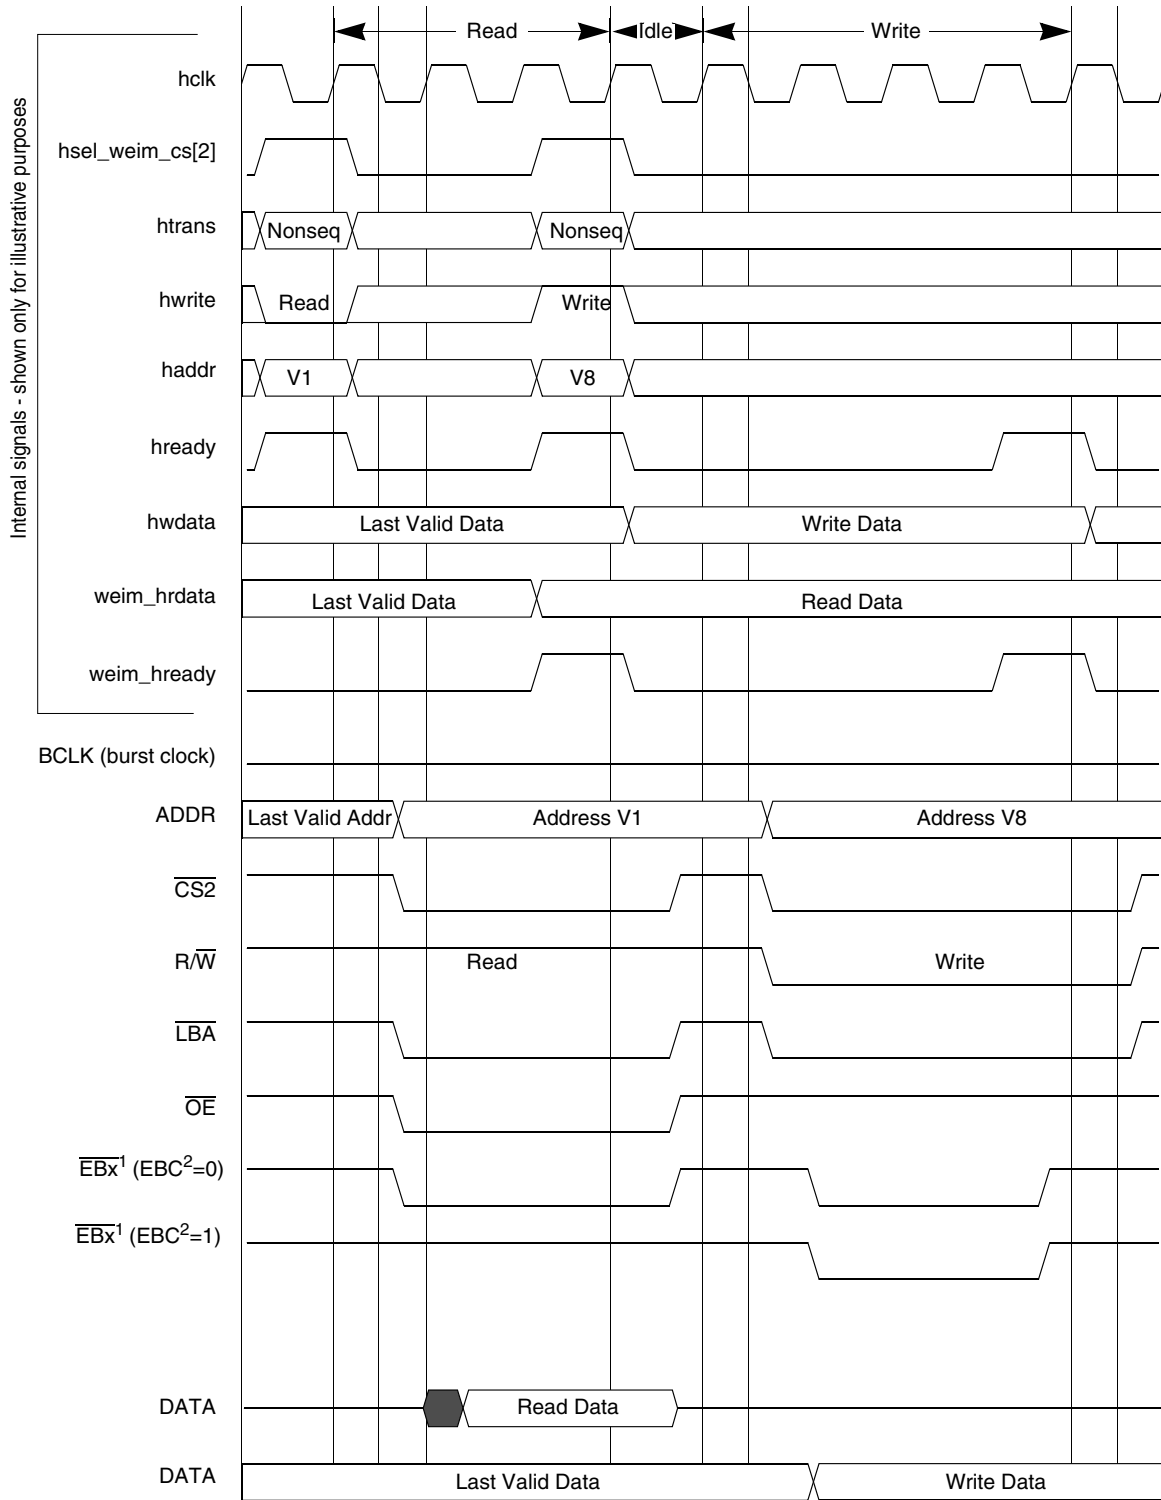 Internal signals - shown only for illustrative purposes
Read Idle Write
hclk
hsel_weim_cs[2]
htrans Nonseq Nonseq
hwrite Read Write
haddr V1 V8
hready
hwdata Last Valid Data Write Data
weim_hrdata Last Valid Data Read Data
weim_hready
BCLK (burst clock)
ADDR Last Valid Addr Address V1 Address V8
CS2
R/W Read Write
LBA
OE
EBx1 (EBC2=0)
EBx1 (EBC2=1)
DATA Read Data
DATA Last Valid Data Write Data